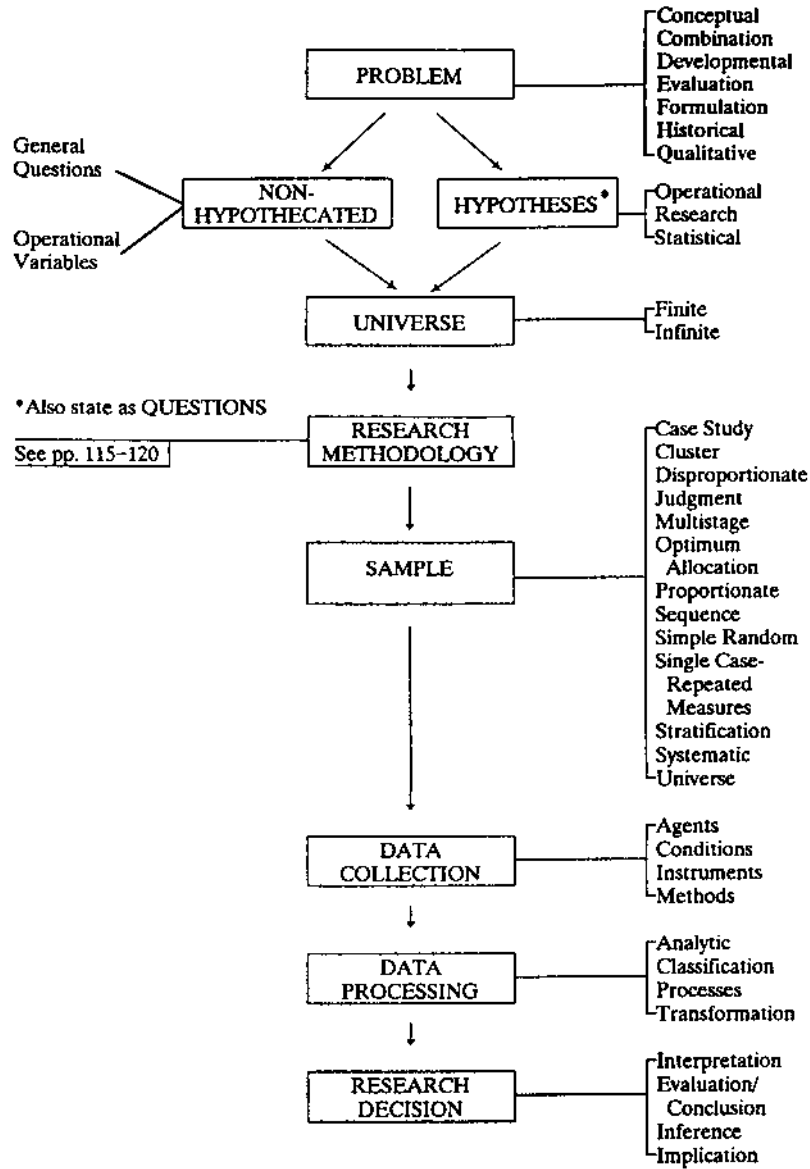 PROBLEM
Conceptual
Combination
Developmental
Evaluation
Formulation
Historical
Qualitative
General
Questions
Operational
Variables
NON-
HYPOTHECATED
HYPOTHESES*
Operational
Research
Statistical
UNIVERSE
Finite
Infinite
*Also state as QUESTIONS
See pp. 115-120
RESEARCH
METHODOLOGY
SAMPLE
Case Study
Cluster
Disproportionate
Judgment
Multistage
Optimum
Allocation
Proportionate
Sequence
Simple Random
Single Case-
Repeated
Measures
Stratification
Systematic
Universe
DATA
COLLECTION
Agents
Conditions
Instruments
Methods
DATA
PROCESSING
Analytic
Classification
Processes
Transformation
RESEARCH
DECISION
Interpretation
Evaluation/
Conclusion
Inference
Implication